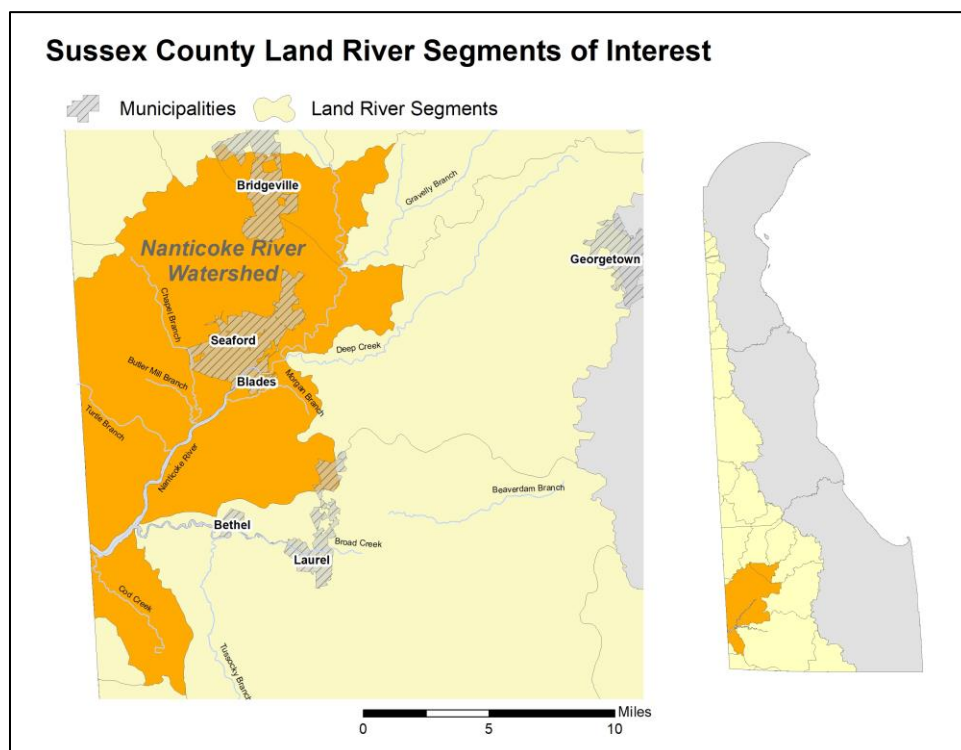 Sussex County Land River Segments of Interest
Municipalities
Land River Segments
Bridgeville
Gravelly Branch
Nanticoke River
Watershed
Georgetown
Chapel Branch
Seaford
Deep Creek
Butler Mill Branch
Blades
Morgan Branch
Turtle Branch
Nanticoke River
Beaverdam Branch
Bethel
Broad Creek
Laurel
Cod Creek
Tussocky Branch
Miles
0 5 10